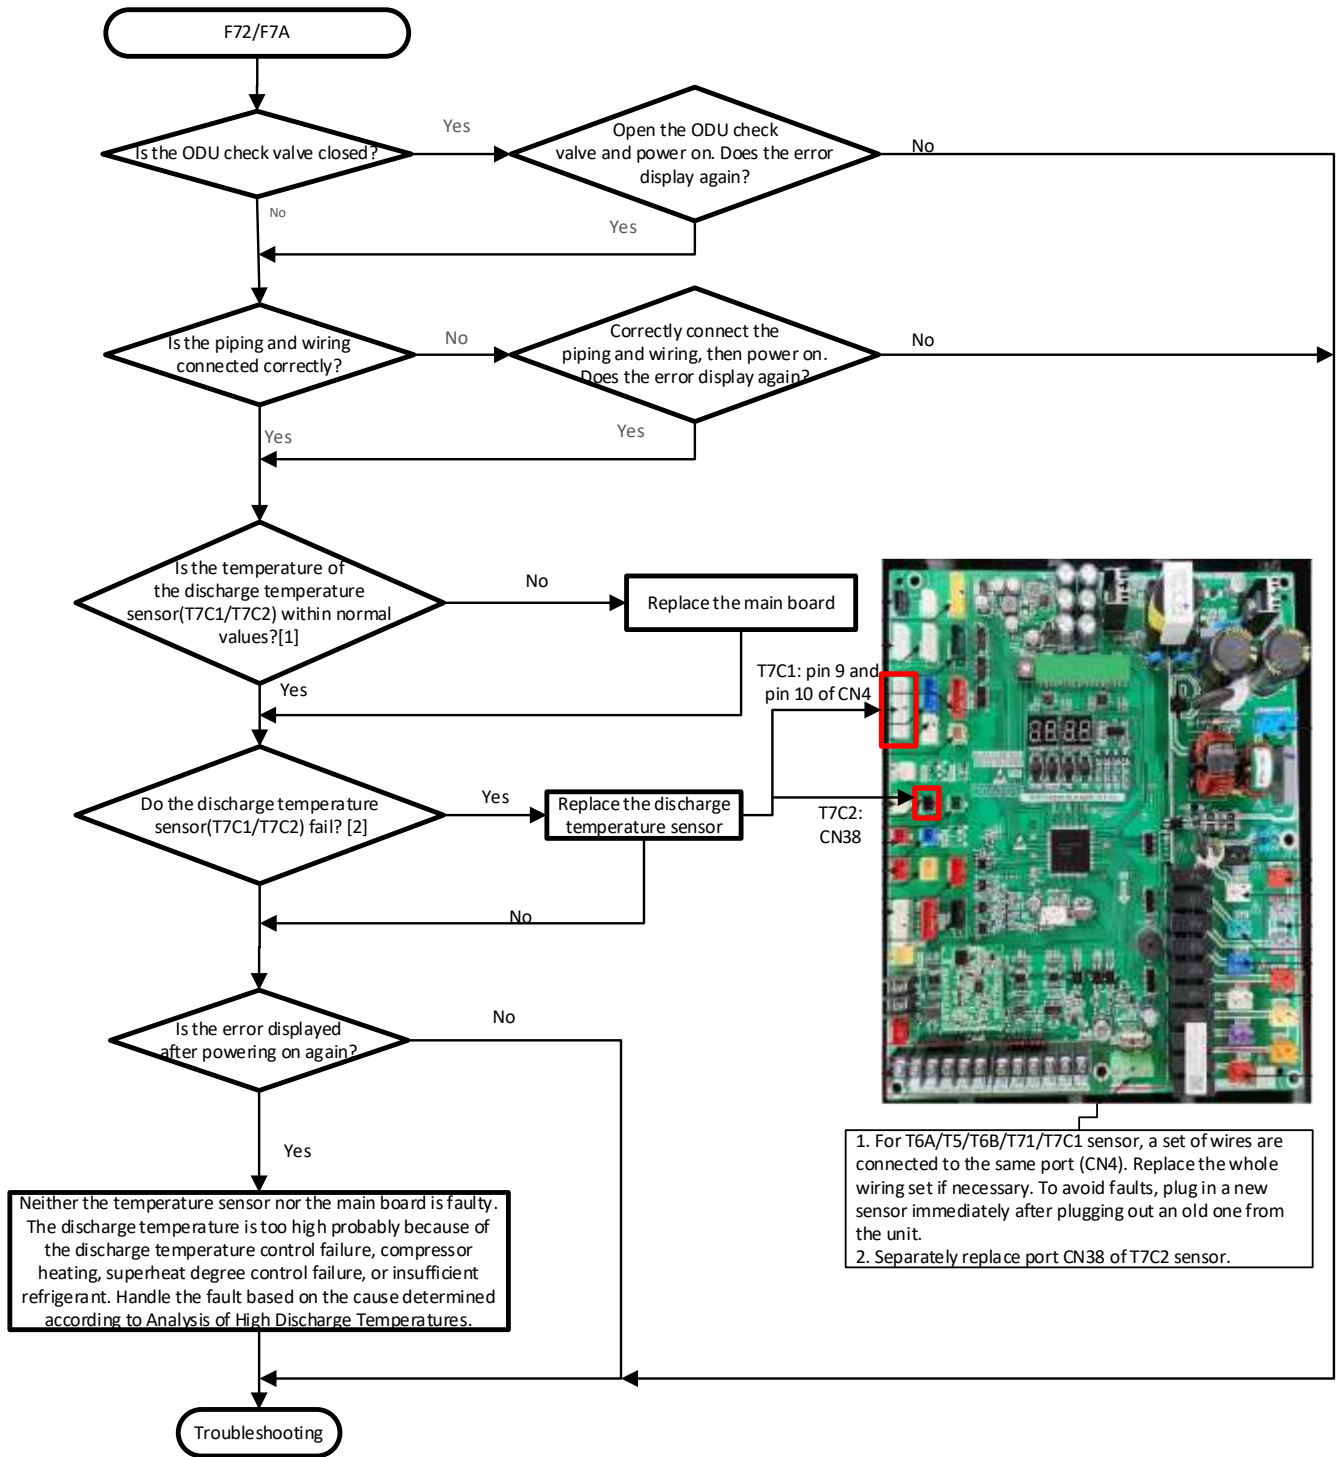 F72/F7A
Is the ODU check valve closed?
Yes
Open the ODU check
valve and power on. Does the error
display again?
No
No
Yes
Is the piping and wiring
connected correctly?
No
Correctly connect the
piping and wiring, then power on.
Does the error display again?
No
Yes
Yes
Is the temperature of
the discharge temperature
sensor(T7C1/T7C2) within normal
values?[1]
No
Replace the main board
Yes
T7C1: pin 9 and
pin 10 of CN4
Do the discharge temperature
sensor(T7C1/T7C2) fail? [2]
Yes
Replace the discharge
temperature sensor
T7C2:
CN38
No
Is the error displayed
after powering on again?
No
Yes
Neither the temperature sensor nor the main board is faulty.
The discharge temperature is too high probably because of
the discharge temperature control failure, compressor
heating, superheat degree control failure, or insufficient
refrigerant. Handle the fault based on the cause determined
according to Analysis of High Discharge Temperatures.
1. For T6A/T5/T6B/T71/T7C1 sensor, a set of wires are
connected to the same port (CN4). Replace the whole
wiring set if necessary. To avoid faults, plug in a new
sensor immediately after plugging out an old one from
the unit.
2. Separately replace port CN38 of T7C2 sensor.
Troubleshooting